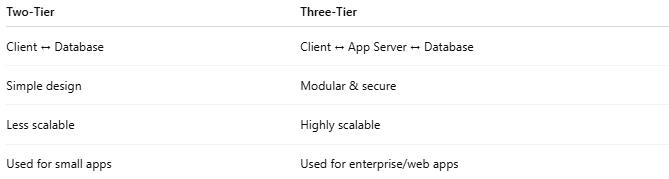 Two-Tier Three-Tier
Client ↔ Database Client ↔ App Server ↔ Database
Simple design Modular & secure
Less scalable Highly scalable
Used for small apps Used for enterprise/web apps